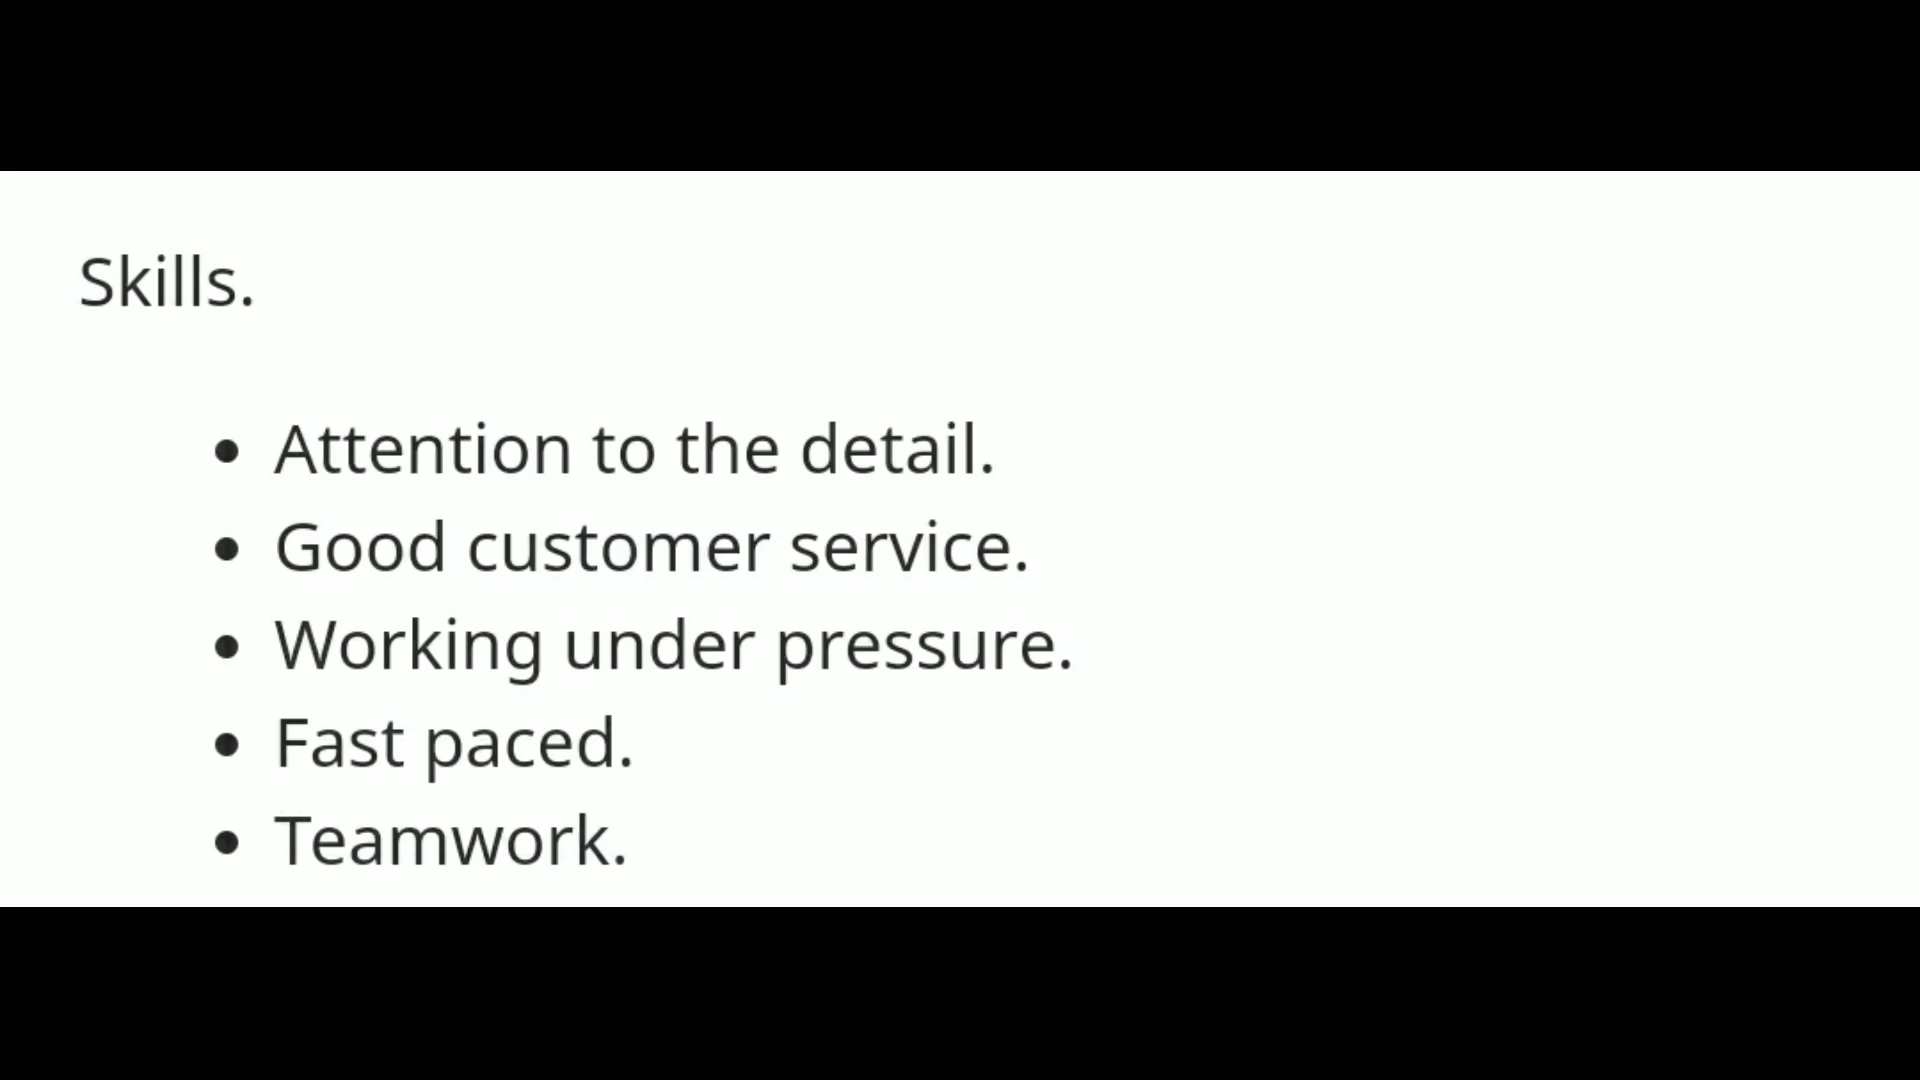 Skills.
• Attention to the detail.
• Good customer service.
• Working under pressure.
• Fast paced.
• Teamwork.